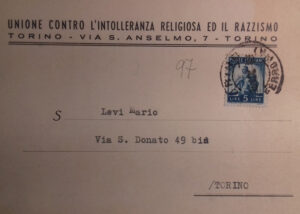 UNIONE CONTRO L'INTOLLERANZA RELIGIOSA ED IL RAZZISMO
TORINO - VIA S. ANSELMO, 7 - TORINO
97
LIRE 5 LIRE
S Levi Mario
Via S. Donato 49 bis
/TORINO